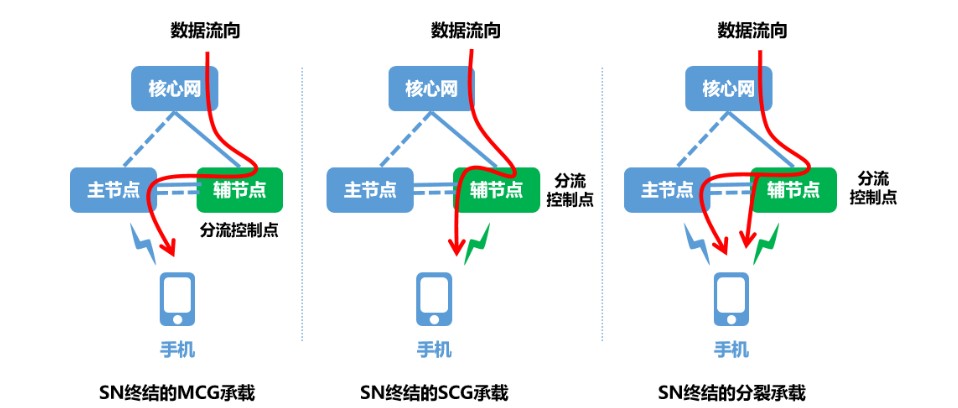 数据流向
数据流向
数据流向
核心网
核心网
核心网
主节点
辅节点
主节点
辅节点
分流
控制点
主节点
辅节点
分流
控制点
分流控制点
手机
手机
手机
SN终结的MCG承载
SN终结的SCG承载
SN终结的分裂承载